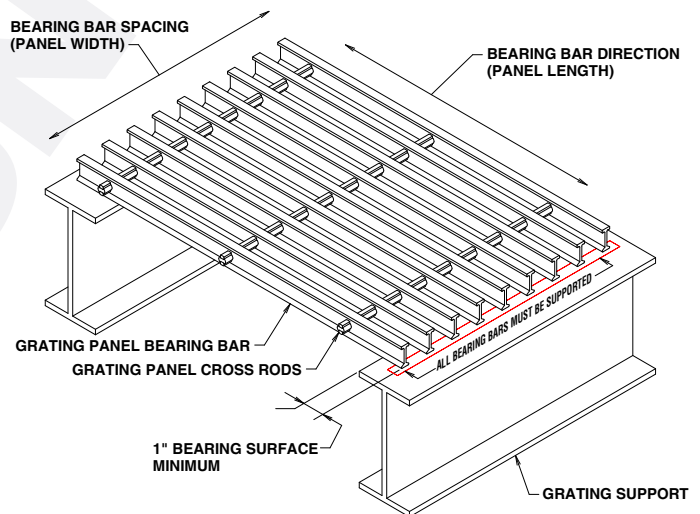 BEARING BAR SPACING
(PANEL WIDTH)
BEARING BAR DIRECTION
(PANEL LENGTH)
ALL BEARING BARS MUST BE SUPPORTED
GRATING PANEL BEARING BAR
GRATING PANEL CROSS RODS
1" BEARING SURFACE
MINIMUM
GRATING SUPPORT